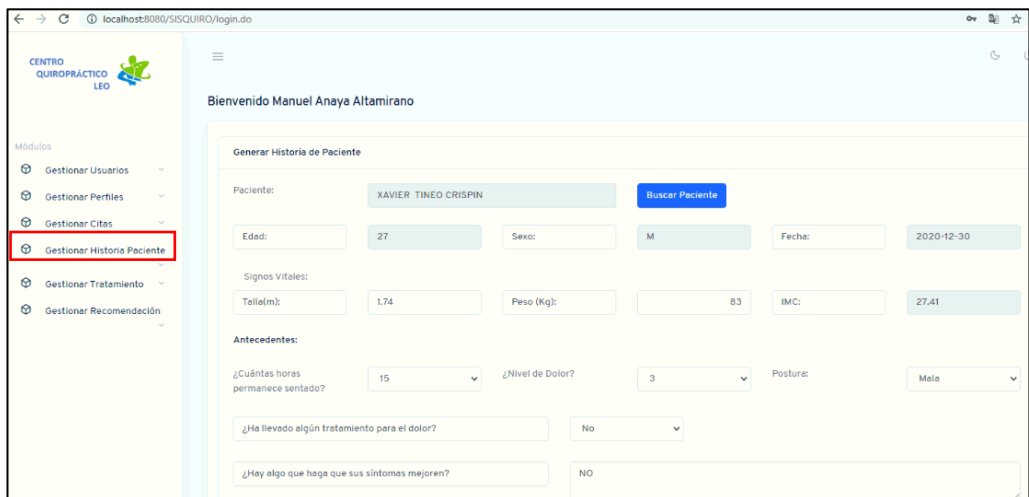 localhost:8080/SISQUIRO/login.do
CENTRO
QUIROPRÁCTICO
LEO
Bienvenido Manuel Anaya Altamirano
Módulos
Gestionar Usuarios
Gestionar Perfiles
Gestionar Citas
Gestionar Historia Paciente
Gestionar Tratamiento
Gestionar Recomendación
Generar Historia de Paciente
Paciente: XAVIER TINEO CRISPIN Buscar Paciente
Edad: 27 Sexo: M Fecha: 2020-12-30
Signos Vitales:
Talla(m): 1.74 Peso (Kg): 83 IMC: 27.41
Antecedentes:
¿Cuántas horas
permanece sentado? 15 ¿Nivel de Dolor? 3 Postura: Mala
¿Ha llevado algún tratamiento para el dolor? No
¿Hay algo que haga que sus síntomas mejoren? NO